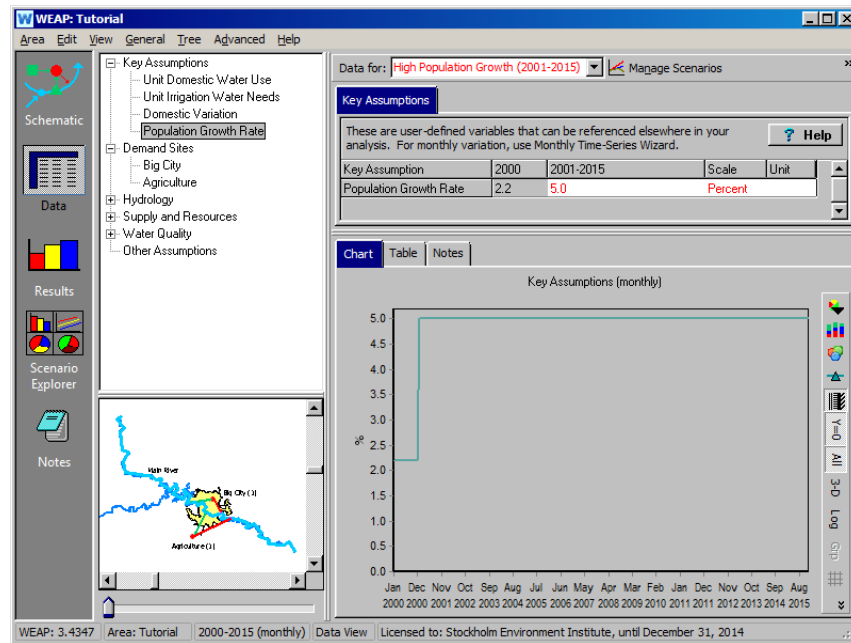 WEAP: Tutorial
Area Edit View General Tree Advanced Help
Schematic
Data
Results
Scenario
Explorer
Notes
Key Assumptions
Unit Domestic Water Use
Unit Irrigation Water Needs
Domestic Variation
Population Growth Rate
Demand Sites
Big City
Agriculture
Hydrology
Supply and Resources
Water Quality
Other Assumptions
Main River
Big City (1)
Agriculture (1)
Data for: High Population Growth (2001-2015) Manage Scenarios »
Key Assumptions
These are user-defined variables that can be referenced elsewhere in your
analysis. For monthly variation, use Monthly Time-Series Wizard.
? Help
Key Assumption 2000 2001-2015 Scale Unit
Population Growth Rate 2.2 5.0 Percent
Chart Table Notes
Key Assumptions (monthly)
5.0
4.5
4.0
3.5
3.0
2.5
2.0
1.5
1.0
0.5
0.0
%
Jan Dec Nov Oct Sep Aug Jul Jun May Apr Mar Feb Jan Dec Nov Oct Sep Aug
2000 2000 2001 2002 2003 2004 2005 2006 2007 2008 2009 2010 2011 2011 2012 2013 2014 2015
Y=0
All
3-D
Log
WEAP: 3.4347 Area: Tutorial 2000-2015 (monthly) Data View Licensed to: Stockholm Environment Institute, until December 31, 2014